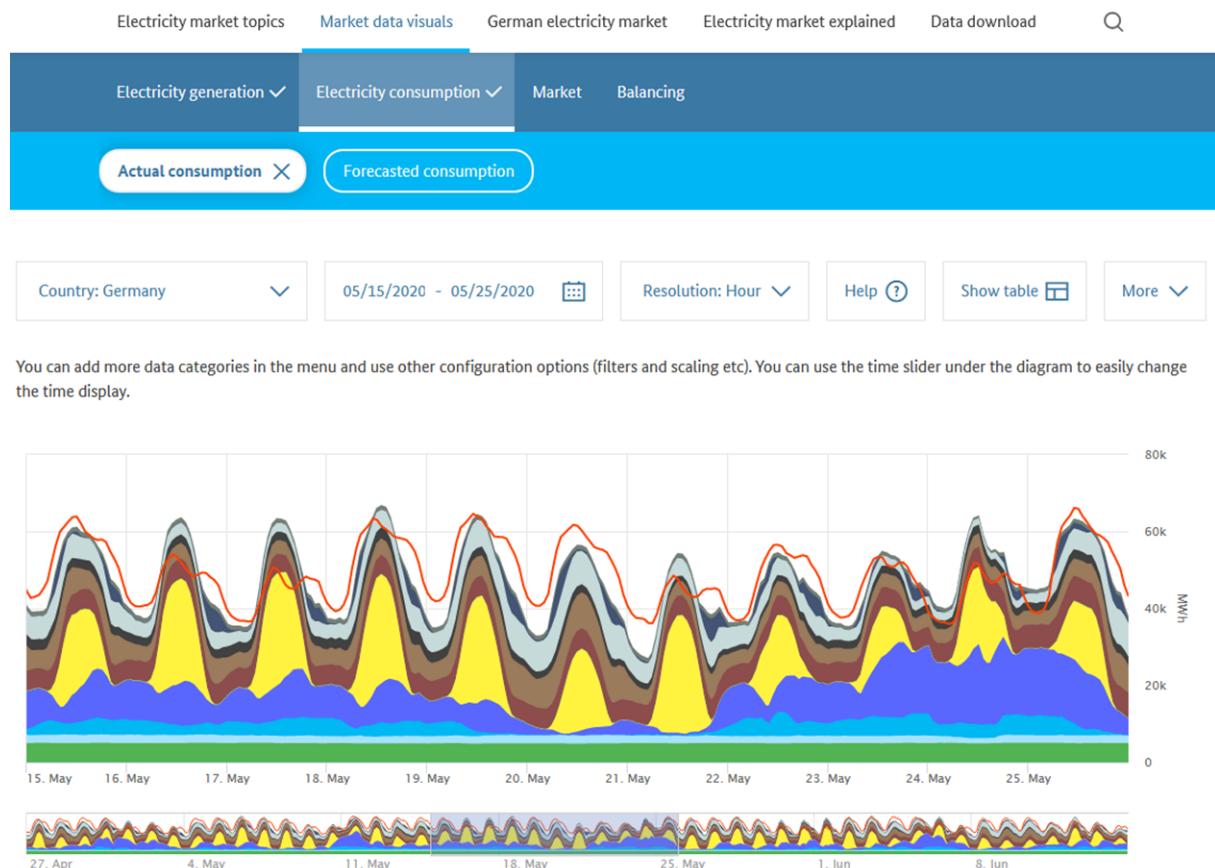 Electricity market topics Market data visuals German electricity market Electricity market explained Data download
Electricity generation Electricity consumption Market Balancing
Actual consumption Forecasted consumption
Country: Germany 05/15/2020 - 05/25/2020 Resolution: Hour Help ? Show table More
You can add more data categories in the menu and use other configuration options (filters and scaling etc). You can use the time slider under the diagram to easily change
the time display.
80k
60k
40k
MWh
20k
0
15. May 16. May 17. May 18. May 19. May 20. May 21. May 22. May 23. May 24. May 25. May
27. Apr 4. May 11. May 18. May 25. May 1. Jun 8. Jun